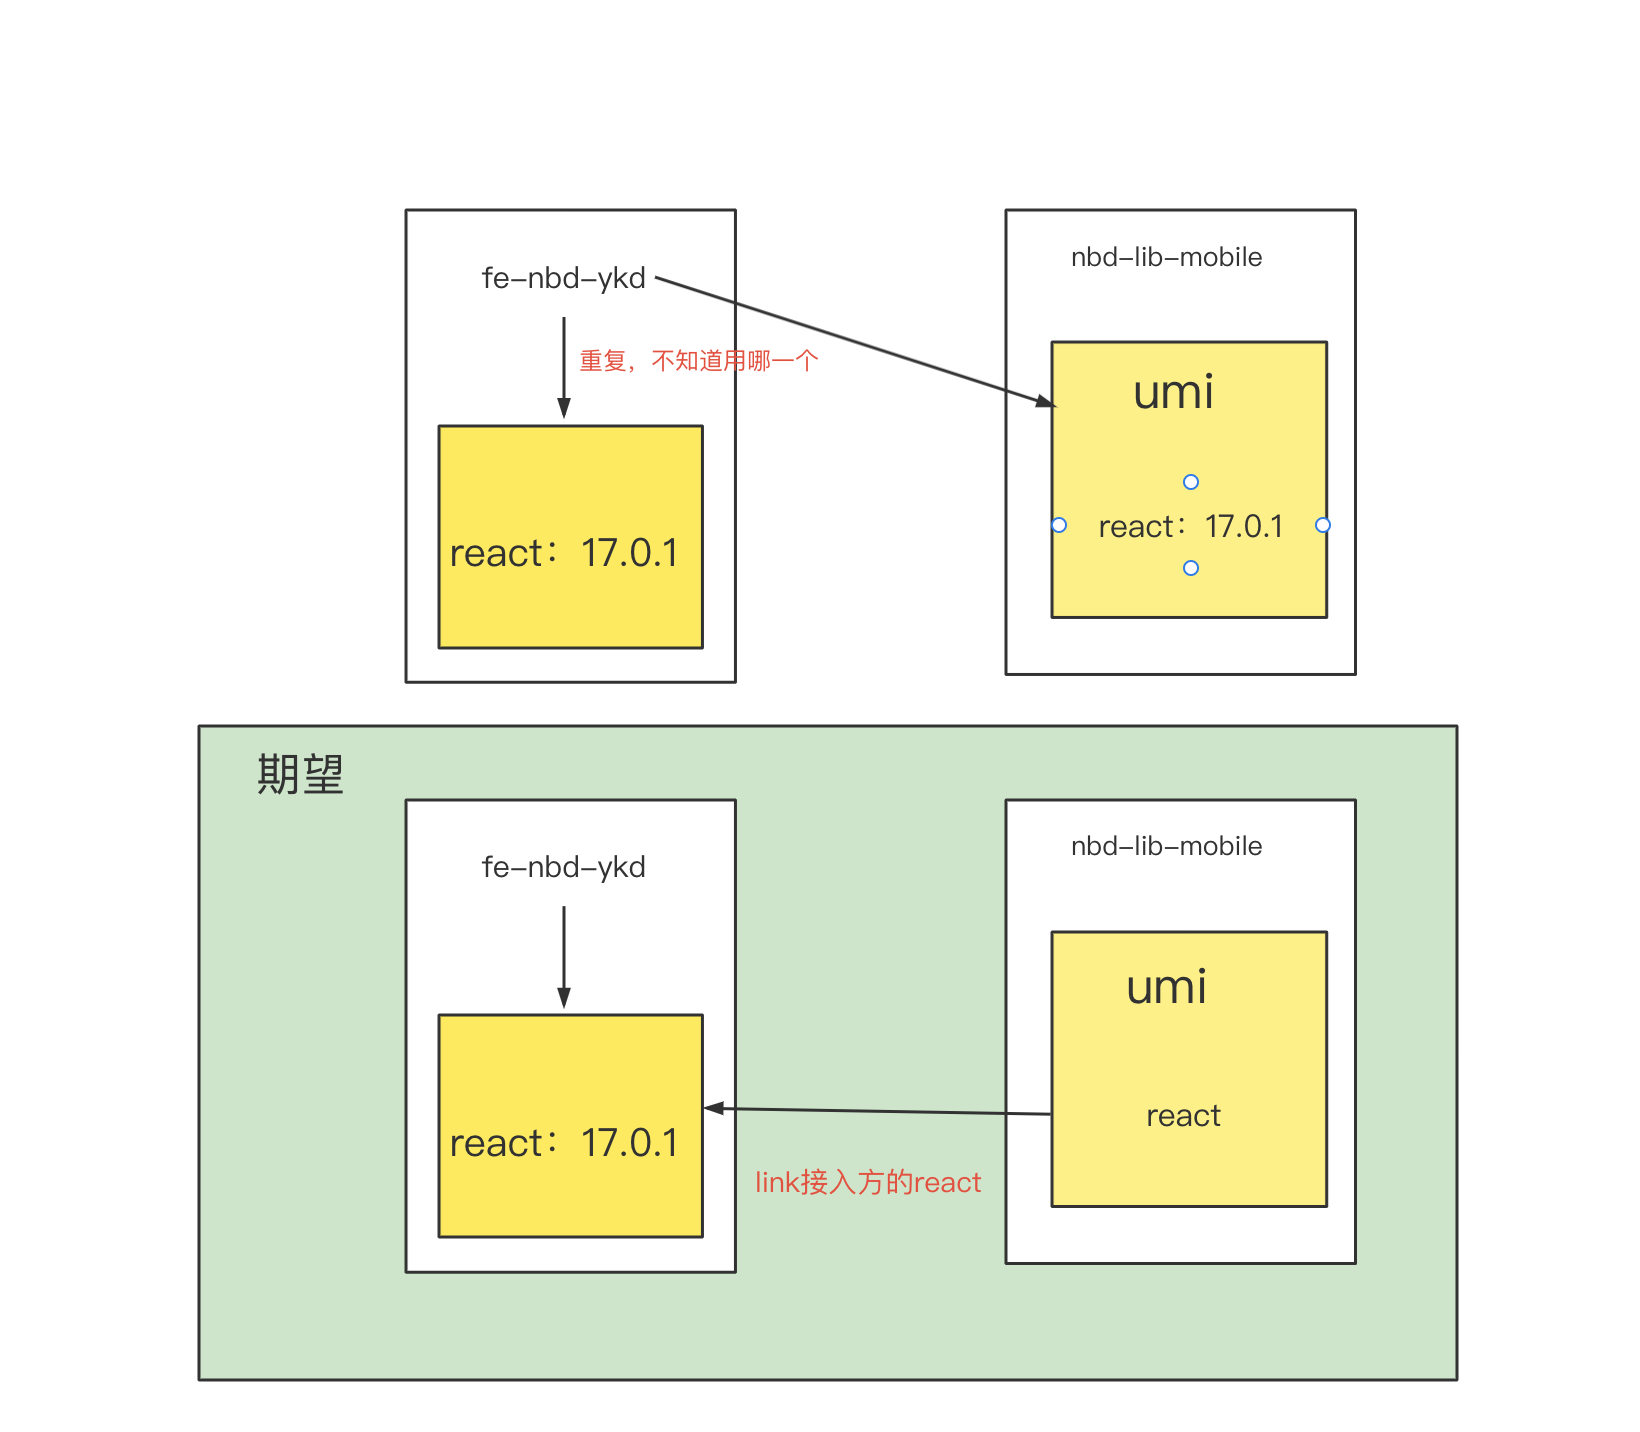 nbd-lib-mobile
fe-nbd-ykd
重复，不知道用哪一个
umi
react：17.0.1
react：17.0.1
期望
nbd-lib-mobile
fe-nbd-ykd
umi
react
react：17.0.1
link接入方的react